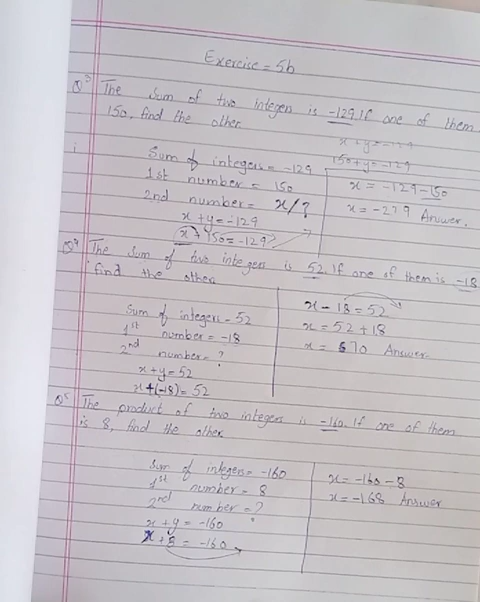 Exercise = 5b
Q3 The sum of two integers is -129. If one of them
150, find the other.
x + y = -129
150 + y = -129
i
Sum of integers = -129
1st number = 150
2nd number = x/?
x + y = -129
x + 150 = -129
x = -129 - 150
x = -279 Answer.
Q4 The sum of two integers is 52. If one of them is -18
find the other.
Sum of integers = 52
1st number = -18
2nd number = ?
x + y = 52
x + (-18) = 52
x - 18 = 52
x = 52 + 18
x = 70 Answer
Q5 The product of two integers is -160. If one of them
is 8, find the other.
Sum of integers = -160
1st number = 8
2nd number = ?
x + y = -160
x + 8 = -160
x = -160 - 8
x = -168 Answer